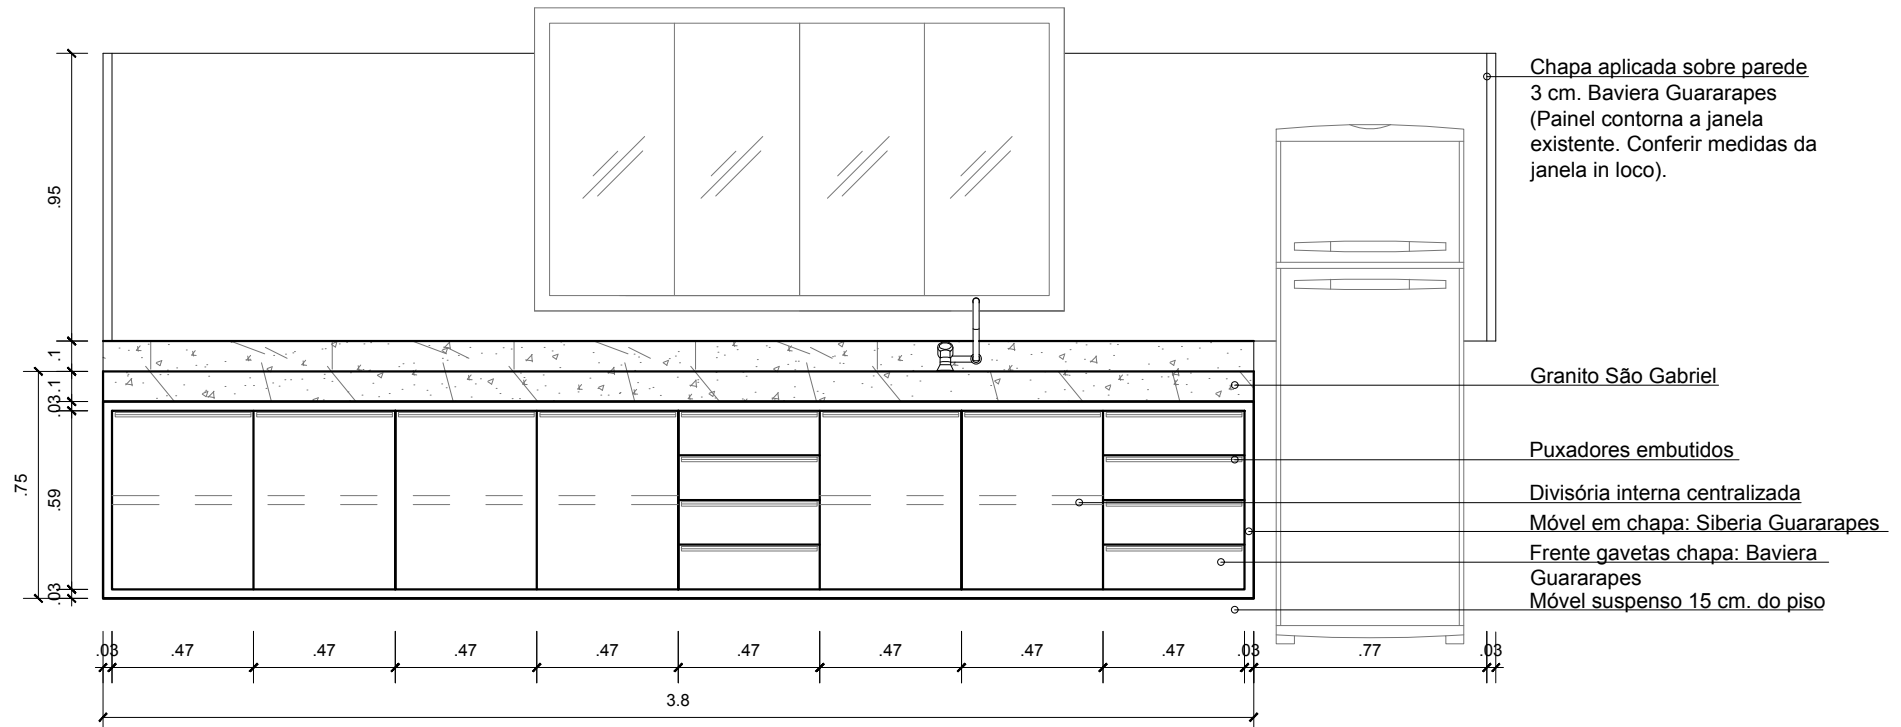 Chapa aplicada sobre parede
3 cm. Baviera Guararapes
(Painel contorna a janela
existente. Conferir medidas da
janela in loco).
.95
.1
Granito São Gabriel
.1
.03
Puxadores embutidos
.75
.59
Divisória interna centralizada
Móvel em chapa: Siberia Guararapes
Frente gavetas chapa: Baviera
Guararapes
.03
Móvel suspenso 15 cm. do piso
.03 .47 .47 .47 .47 .47 .47 .47 .47 .03 .77 .03
3.8